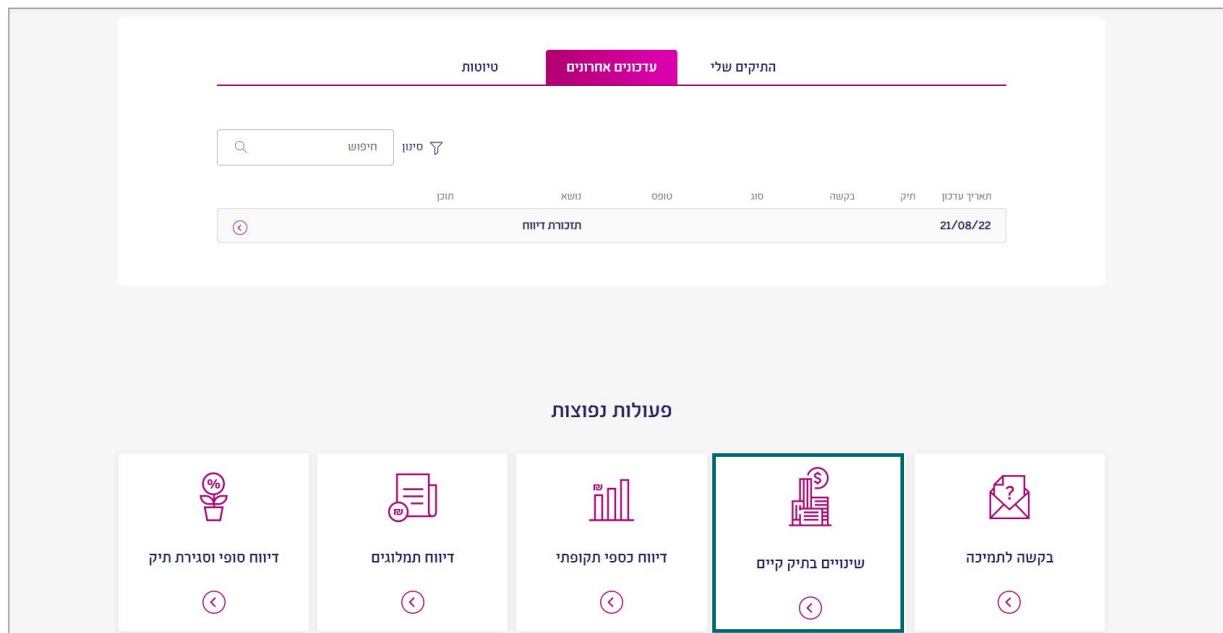 התיקים שלי
עדכונים אחרונים
טיוטות
סינון
חיפוש
תאריך עדכון תיק בקשה סוג טופס נושא תוכן
21/08/22 תזכורת דיווח
פעולות נפוצות
בקשה לתמיכה
שינויים בתיק קיים
דיווח כספי תקופתי
דיווח תמלוגים
דיווח סופי וסגירת תיק